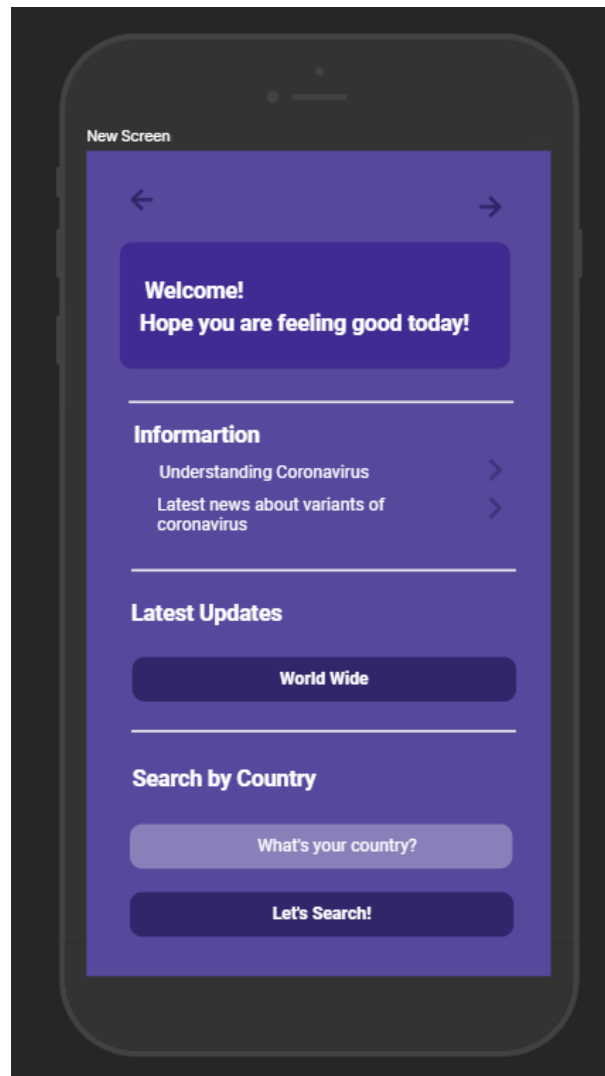 New Screen
Welcome!
Hope you are feeling good today!
Informartion
Understanding Coronavirus
Latest news about variants of
coronavirus
Latest Updates
World Wide
Search by Country
What's your country?
Let's Search!